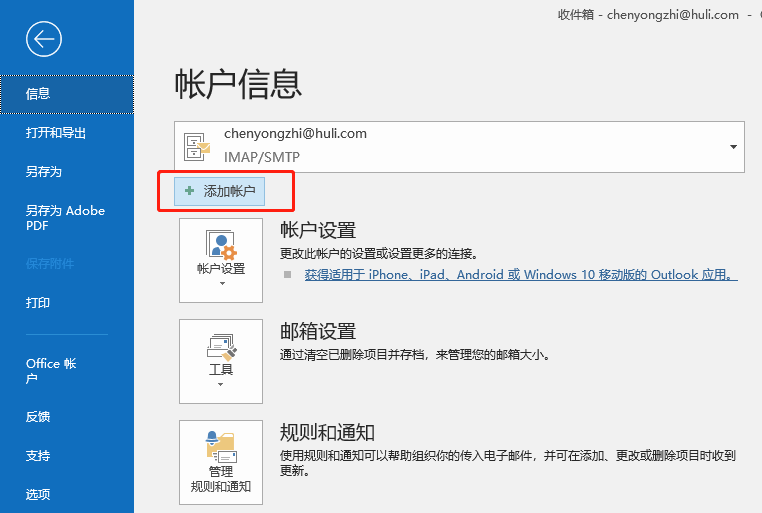 收件箱 - chenyongzhi@huli.com -
帐户信息
信息
打开和导出
另存为
另存为 Adobe
PDF
保存附件
打印
Office 帐
户
反馈
支持
选项
chenyongzhi@huli.com
IMAP/SMTP
+ 添加帐户
帐户设置
帐户设置
更改此帐户的设置或设置更多的连接。
获得适用于 iPhone、iPad、Android 或 Windows 10 移动版的 Outlook 应用。
工具
邮箱设置
通过清空已删除项目并存档，来管理您的邮箱大小。
管理
规则和通知
规则和通知
使用规则和通知可以帮助组织你的传入电子邮件，并可在添加、更改或删除项目时收到
更新。